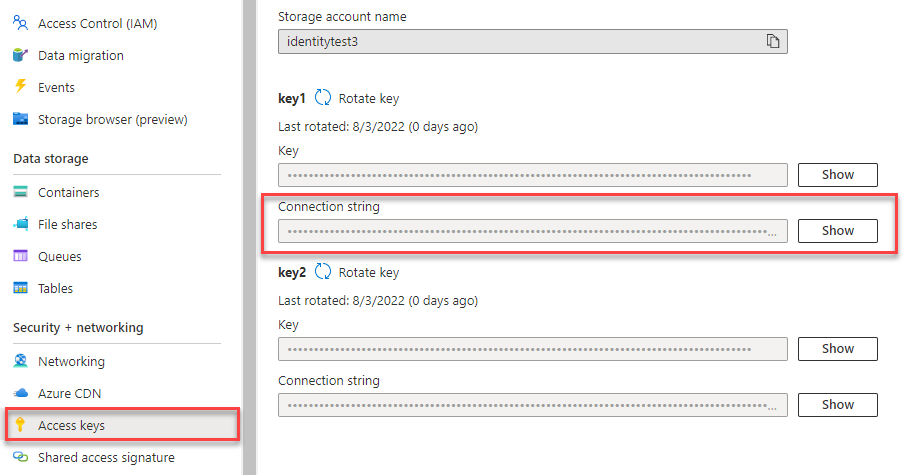 Access Control (IAM)
Data migration
Events
Storage browser (preview)
Data storage
Containers
File shares
Queues
Tables
Security + networking
Networking
Azure CDN
Access keys
Shared access signature
Storage account name
identitytest3
key1 Rotate key
Last rotated: 8/3/2022 (0 days ago)
Key
Show
Connection string
... Show
key2 Rotate key
Last rotated: 8/3/2022 (0 days ago)
Key
Show
Connection string
... Show